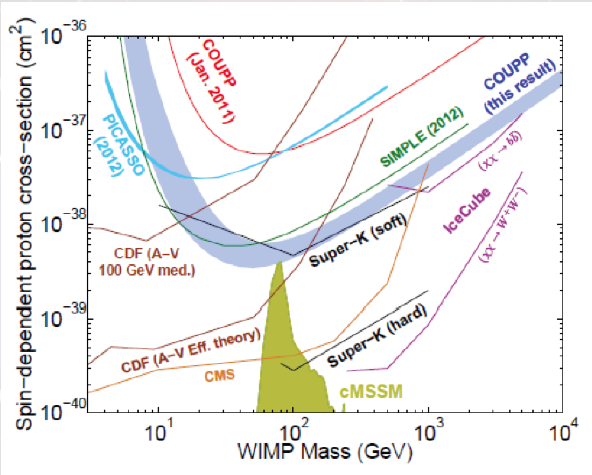 Spin-dependent proton cross-section (cm²)
10⁻³⁶
10⁻³⁷
10⁻³⁸
10⁻³⁹
10⁻⁴⁰
COUPP
(Jan. 2011)
COUPP
(this result)
PICASSO
(2012)
SIMPLE (2012)
(χχ → bb̄)
IceCube
(χχ → W⁺W⁻)
CDF (A-V
100 GeV med.)
Super-K (soft)
CDF (A-V Eff. theory)
Super-K (hard)
CMS
cMSSM
10¹
10²
10³
10⁴
WIMP Mass (GeV)